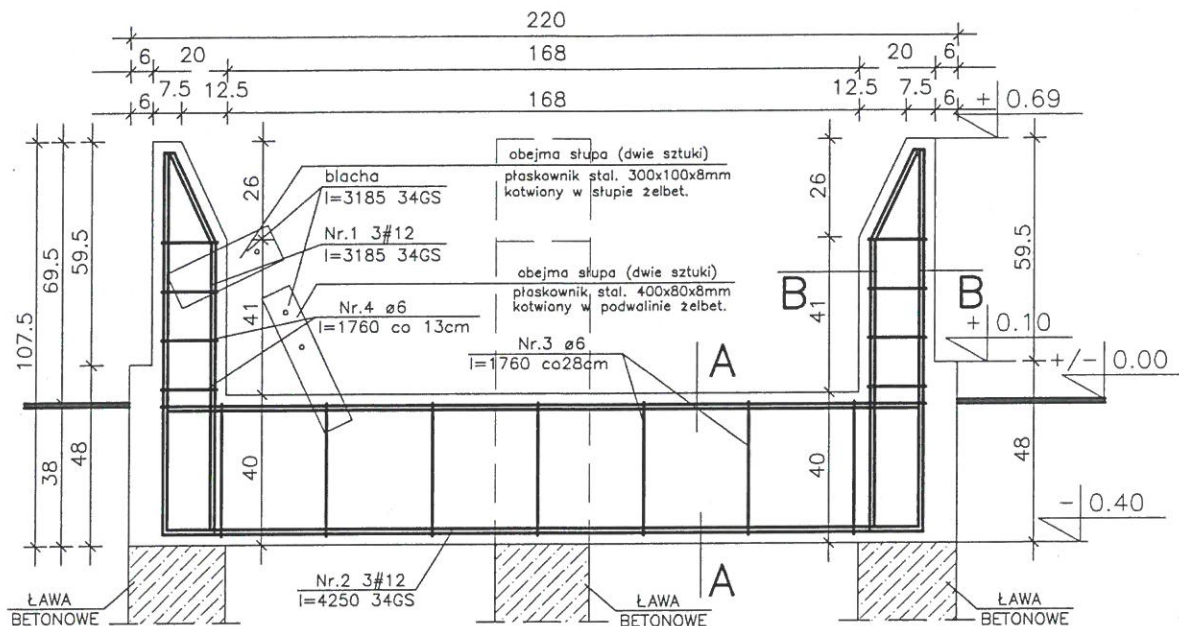 220
6 20 168 20 6
6 7.5 12.5 168 12.5 7.5 6
+ 0.69
obejma słupa (dwie sztuki)
płaskownik stal. 300x100x8mm
kotwiony w słupie żelbet.
blacha
l=3185 34GS
26
26
Nr.1 3#12
l=3185 34GS
107.5
69.5
59.5
59.5
obejma słupa (dwie sztuki)
płaskownik stal. 400x80x8mm
kotwiony w podwalinie żelbet.
B
B
41
41
Nr.4 ø6
l=1760 co 13cm
+ 0.10
Nr.3 ø6
l=1760 co28cm
A
+/- 0.00
38
48
40
40
48
- 0.40
A
Nr.2 3#12
l=4250 34GS
ŁAWA
BETONOWE
ŁAWA
BETONOWE
ŁAWA
BETONOWE